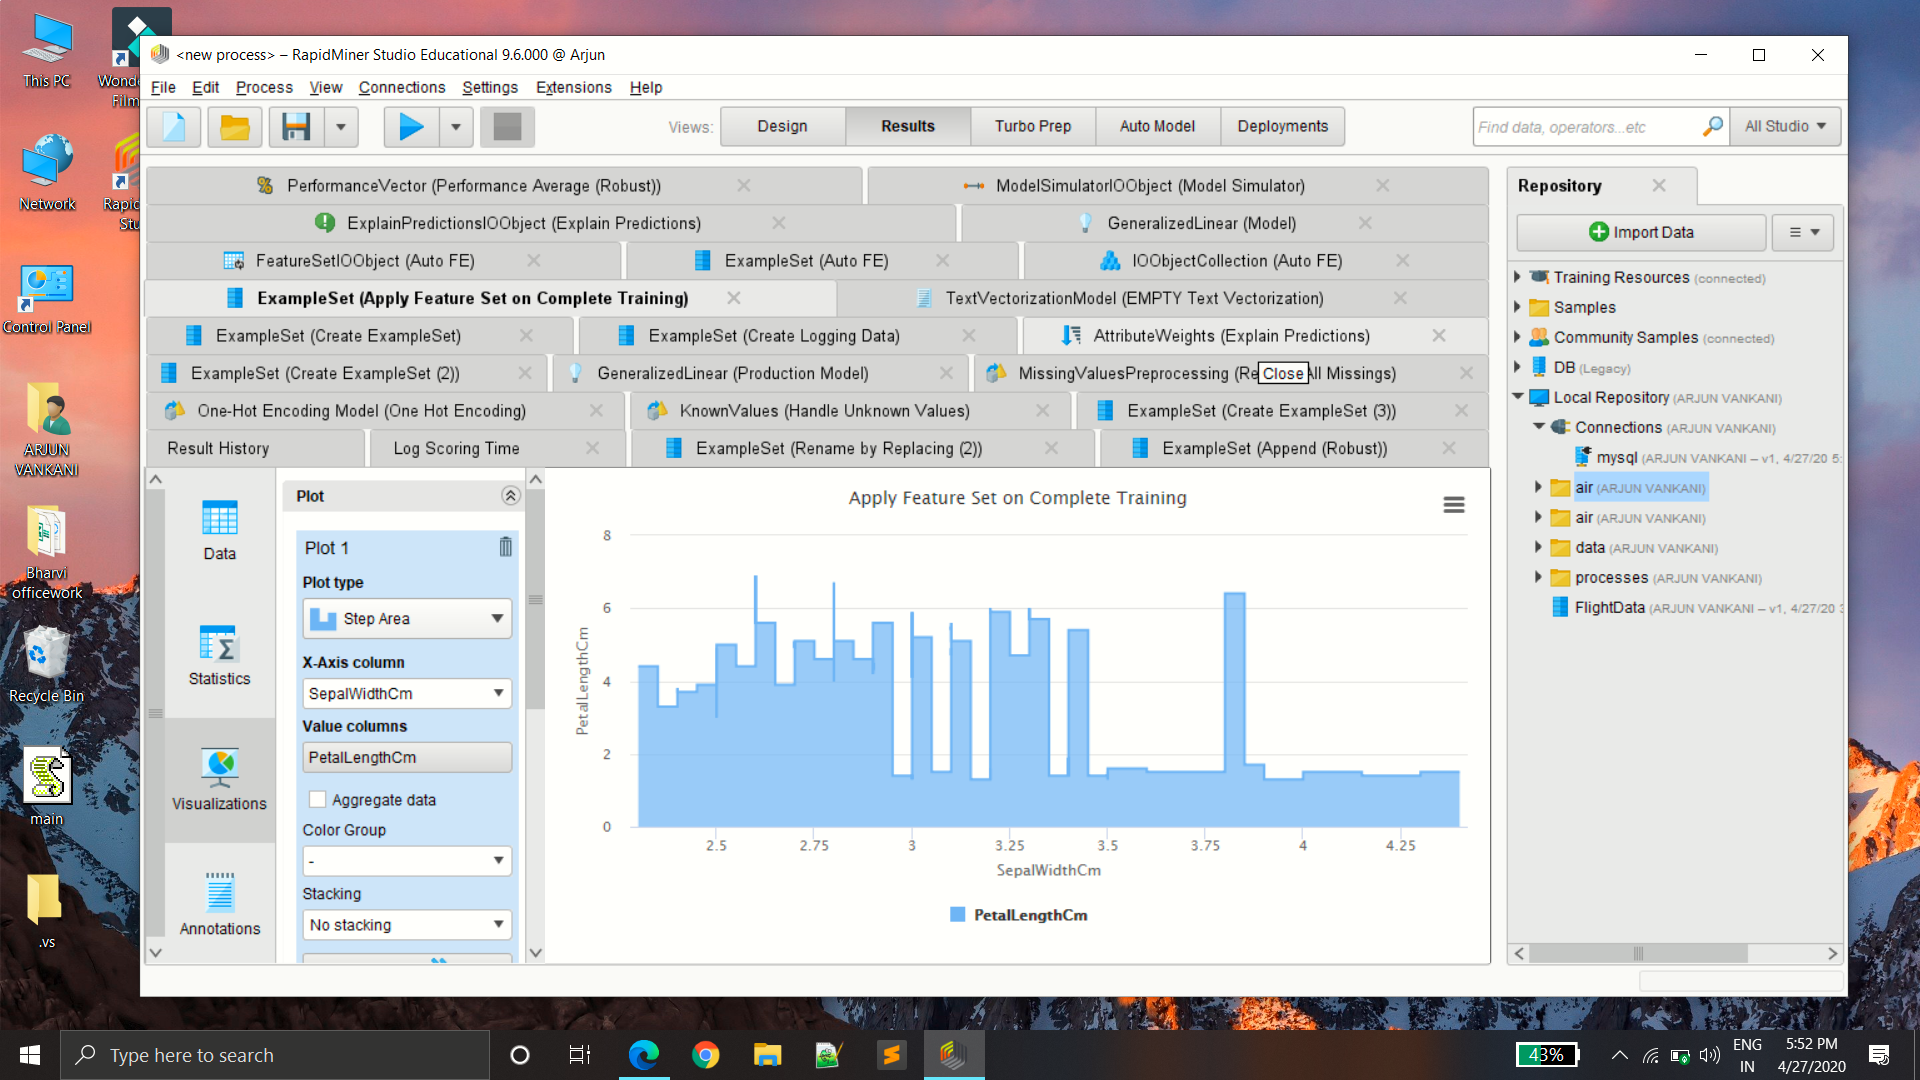 This PC
Wonde
Film
Network
Rapid
Stu
Control Panel
ARJUN
VANKANI
Bharvi
officework
Recycle Bin
main
.vs
<new process> – RapidMiner Studio Educational 9.6.000 @ Arjun
File Edit Process View Connections Settings Extensions Help
Views: Design Results Turbo Prep Auto Model Deployments
Find data, operators...etc All Studio
PerformanceVector (Performance Average (Robust)) ModelSimulatorIOObject (Model Simulator)
ExplainPredictionsIOObject (Explain Predictions) GeneralizedLinear (Model)
FeatureSetIOObject (Auto FE) ExampleSet (Auto FE) IOObjectCollection (Auto FE)
ExampleSet (Apply Feature Set on Complete Training) TextVectorizationModel (EMPTY Text Vectorization)
ExampleSet (Create ExampleSet) ExampleSet (Create Logging Data) AttributeWeights (Explain Predictions)
ExampleSet (Create ExampleSet (2)) GeneralizedLinear (Production Model) MissingValuesPreprocessing (Re Close All Missings)
One-Hot Encoding Model (One Hot Encoding) KnownValues (Handle Unknown Values) ExampleSet (Create ExampleSet (3))
Result History Log Scoring Time ExampleSet (Rename by Replacing (2)) ExampleSet (Append (Robust))
Data
Statistics
Visualizations
Annotations
Plot
Plot 1
Plot type
Step Area
X-Axis column
SepalWidthCm
Value columns
PetalLengthCm
Aggregate data
Color Group
-
Stacking
No stacking
Apply Feature Set on Complete Training
PetalLengthCm
8
6
4
2
0
2.5 2.75 3 3.25 3.5 3.75 4 4.25
SepalWidthCm
PetalLengthCm
Repository
Import Data
Training Resources (connected)
Samples
Community Samples (connected)
DB (Legacy)
Local Repository (ARJUN VANKANI)
Connections (ARJUN VANKANI)
mysql (ARJUN VANKANI – v1, 4/27/20 5:
air (ARJUN VANKANI)
air (ARJUN VANKANI)
data (ARJUN VANKANI)
processes (ARJUN VANKANI)
FlightData (ARJUN VANKANI – v1, 4/27/20 3
Type here to search
43%
ENG
IN
5:52 PM
4/27/2020